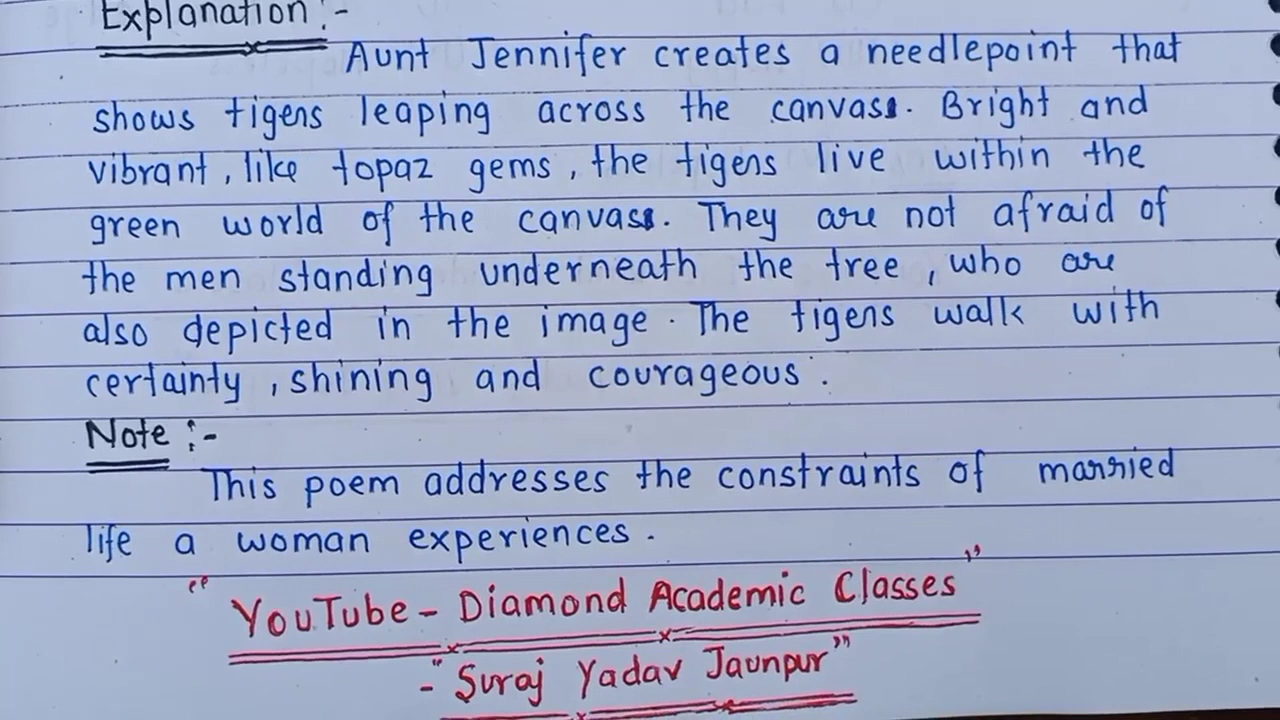 Explanation :-
Aunt Jennifer creates a needlepoint that
shows tigers leaping across the canvass. Bright and
vibrant, like topaz gems, the tigers live within the
green world of the canvass. They are not afraid of
the men standing underneath the tree, who are
also depicted in the image. The tigers walk with
certainty, shining and courageous.
Note :-
This poem addresses the constraints of married
life a woman experiences.
"YouTube - Diamond Academic Classes"
- "Suraj Yadav Jaunpur"